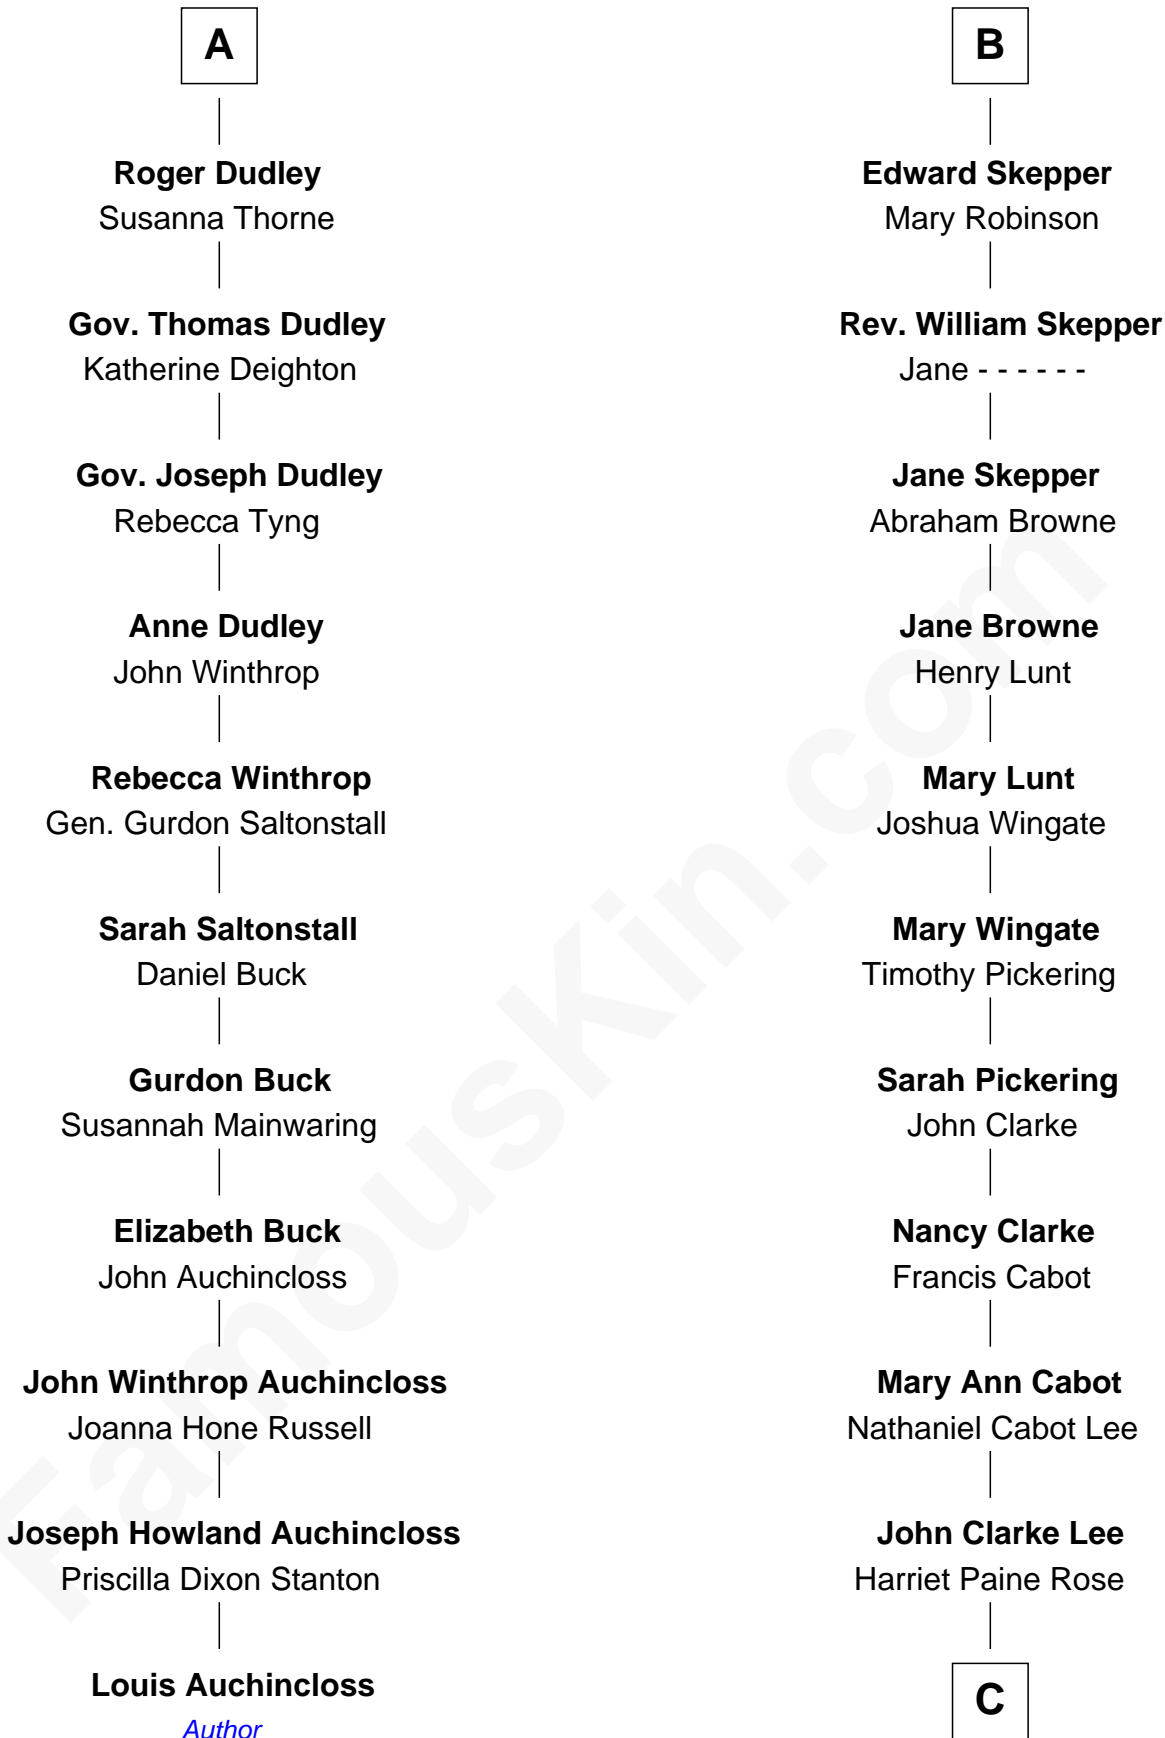 A
Roger Dudley
Susanna Thorne
Gov. Thomas Dudley
Katherine Deighton
Gov. Joseph Dudley
Rebecca Tyng
Anne Dudley
John Winthrop
Rebecca Winthrop
Gen. Gurdon Saltonstall
Sarah Saltonstall
Daniel Buck
Gurdon Buck
Susannah Mainwaring
Elizabeth Buck
John Auchincloss
John Winthrop Auchincloss
Joanna Hone Russell
Joseph Howland Auchincloss
Priscilla Dixon Stanton
Louis Auchincloss
Author
B
Edward Skepper
Mary Robinson
Rev. William Skepper
Jane - - - - - -
Jane Skepper
Abraham Browne
Jane Browne
Henry Lunt
Mary Lunt
Joshua Wingate
Mary Wingate
Timothy Pickering
Sarah Pickering
John Clarke
Nancy Clarke
Francis Cabot
Mary Ann Cabot
Nathaniel Cabot Lee
John Clarke Lee
Harriet Paine Rose
C
FamousKin.com